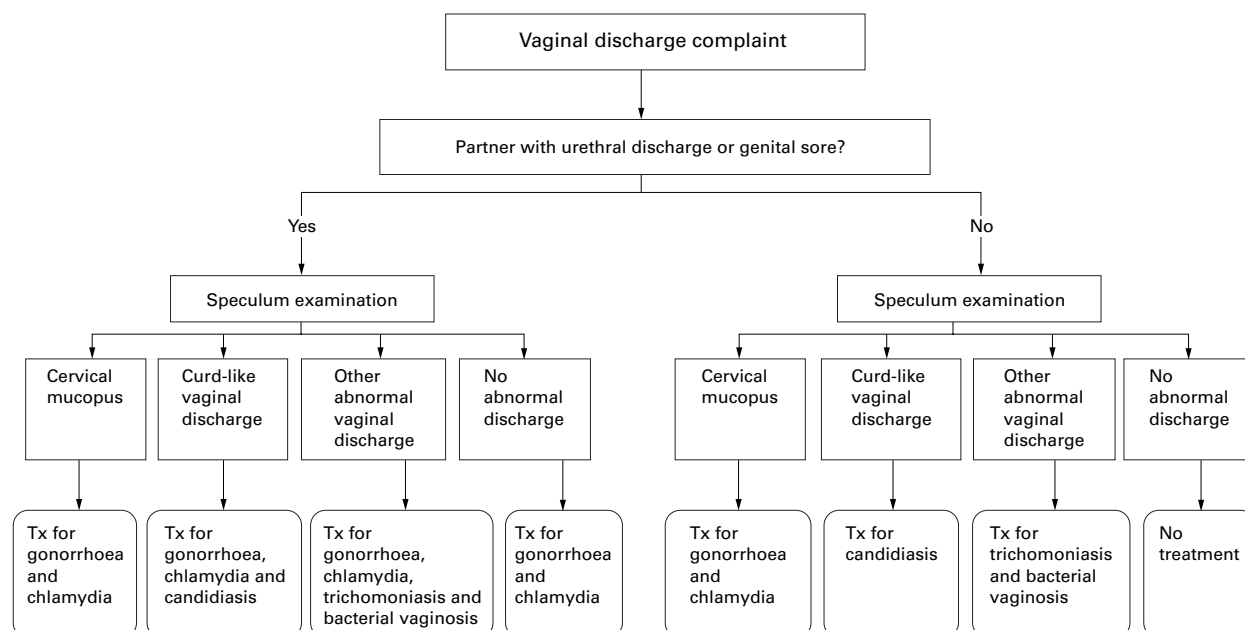 Vaginal discharge complaint
Partner with urethral discharge or genital sore?
Yes
No
Speculum examination
Speculum examination
Cervical
mucopus
Curd-like
vaginal
discharge
Other
abnormal
vaginal
discharge
No
abnormal
discharge
Cervical
mucopus
Curd-like
vaginal
discharge
Other
abnormal
vaginal
discharge
No
abnormal
discharge
Tx for
gonorrhoea
and
chlamydia
Tx for
gonorrhoea,
chlamydia and
candidiasis
Tx for
gonorrhoea,
chlamydia,
trichomoniasis and
bacterial vaginosis
Tx for
gonorrhoea
and
chlamydia
Tx for
gonorrhoea
and
chlamydia
Tx for
candidiasis
Tx for
trichomoniasis
and bacterial
vaginosis
No
treatment